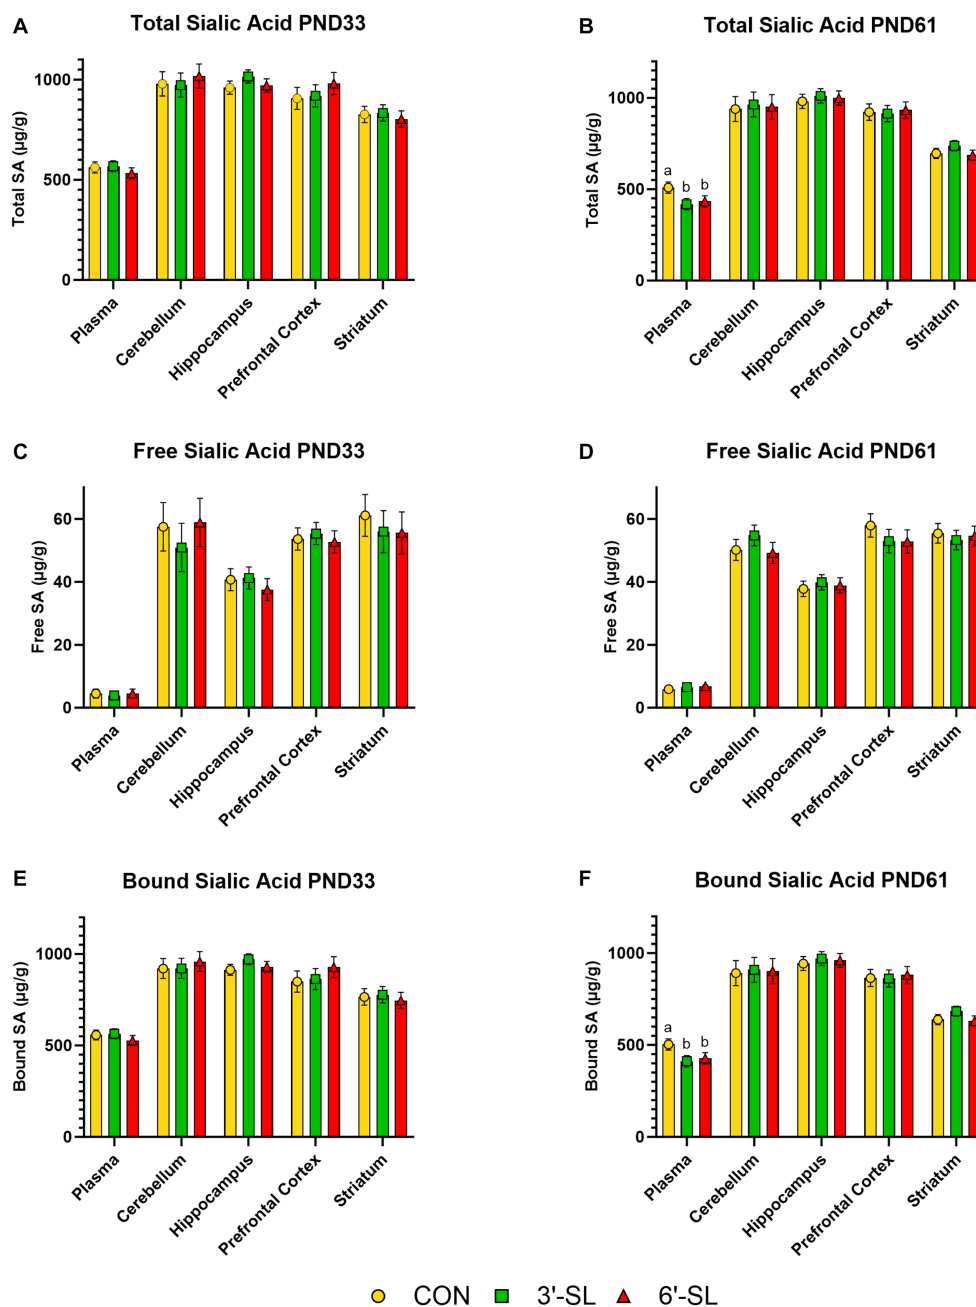 A
Total Sialic Acid PND33
Total SA (µg/g)
1000
500
0
Plasma
Cerebellum
Hippocampus
Prefrontal Cortex
Striatum
B
Total Sialic Acid PND61
Total SA (µg/g)
1000
500
0
a
b
b
Plasma
Cerebellum
Hippocampus
Prefrontal Cortex
Striatum
C
Free Sialic Acid PND33
Free SA (µg/g)
60
40
20
0
Plasma
Cerebellum
Hippocampus
Prefrontal Cortex
Striatum
D
Free Sialic Acid PND61
Free SA (µg/g)
60
40
20
0
Plasma
Cerebellum
Hippocampus
Prefrontal Cortex
Striatum
E
Bound Sialic Acid PND33
Bound SA (µg/g)
1000
500
0
Plasma
Cerebellum
Hippocampus
Prefrontal Cortex
Striatum
F
Bound Sialic Acid PND61
Bound SA (µg/g)
1000
500
0
a
b
b
Plasma
Cerebellum
Hippocampus
Prefrontal Cortex
Striatum
CON 3'-SL 6'-SL